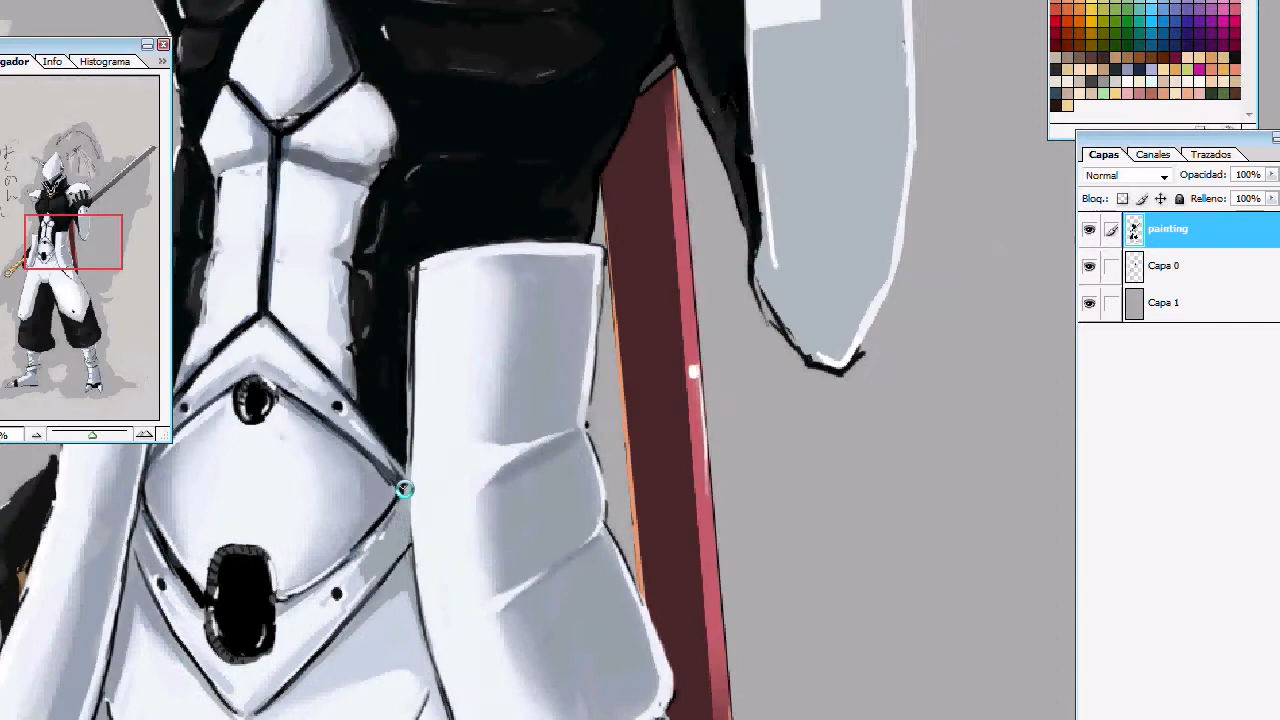 gador Info Histograma
%
Capas Canales Trazados
Normal Opacidad: 100%
Bloq.: Relleno: 100%
painting
Capa 0
Capa 1